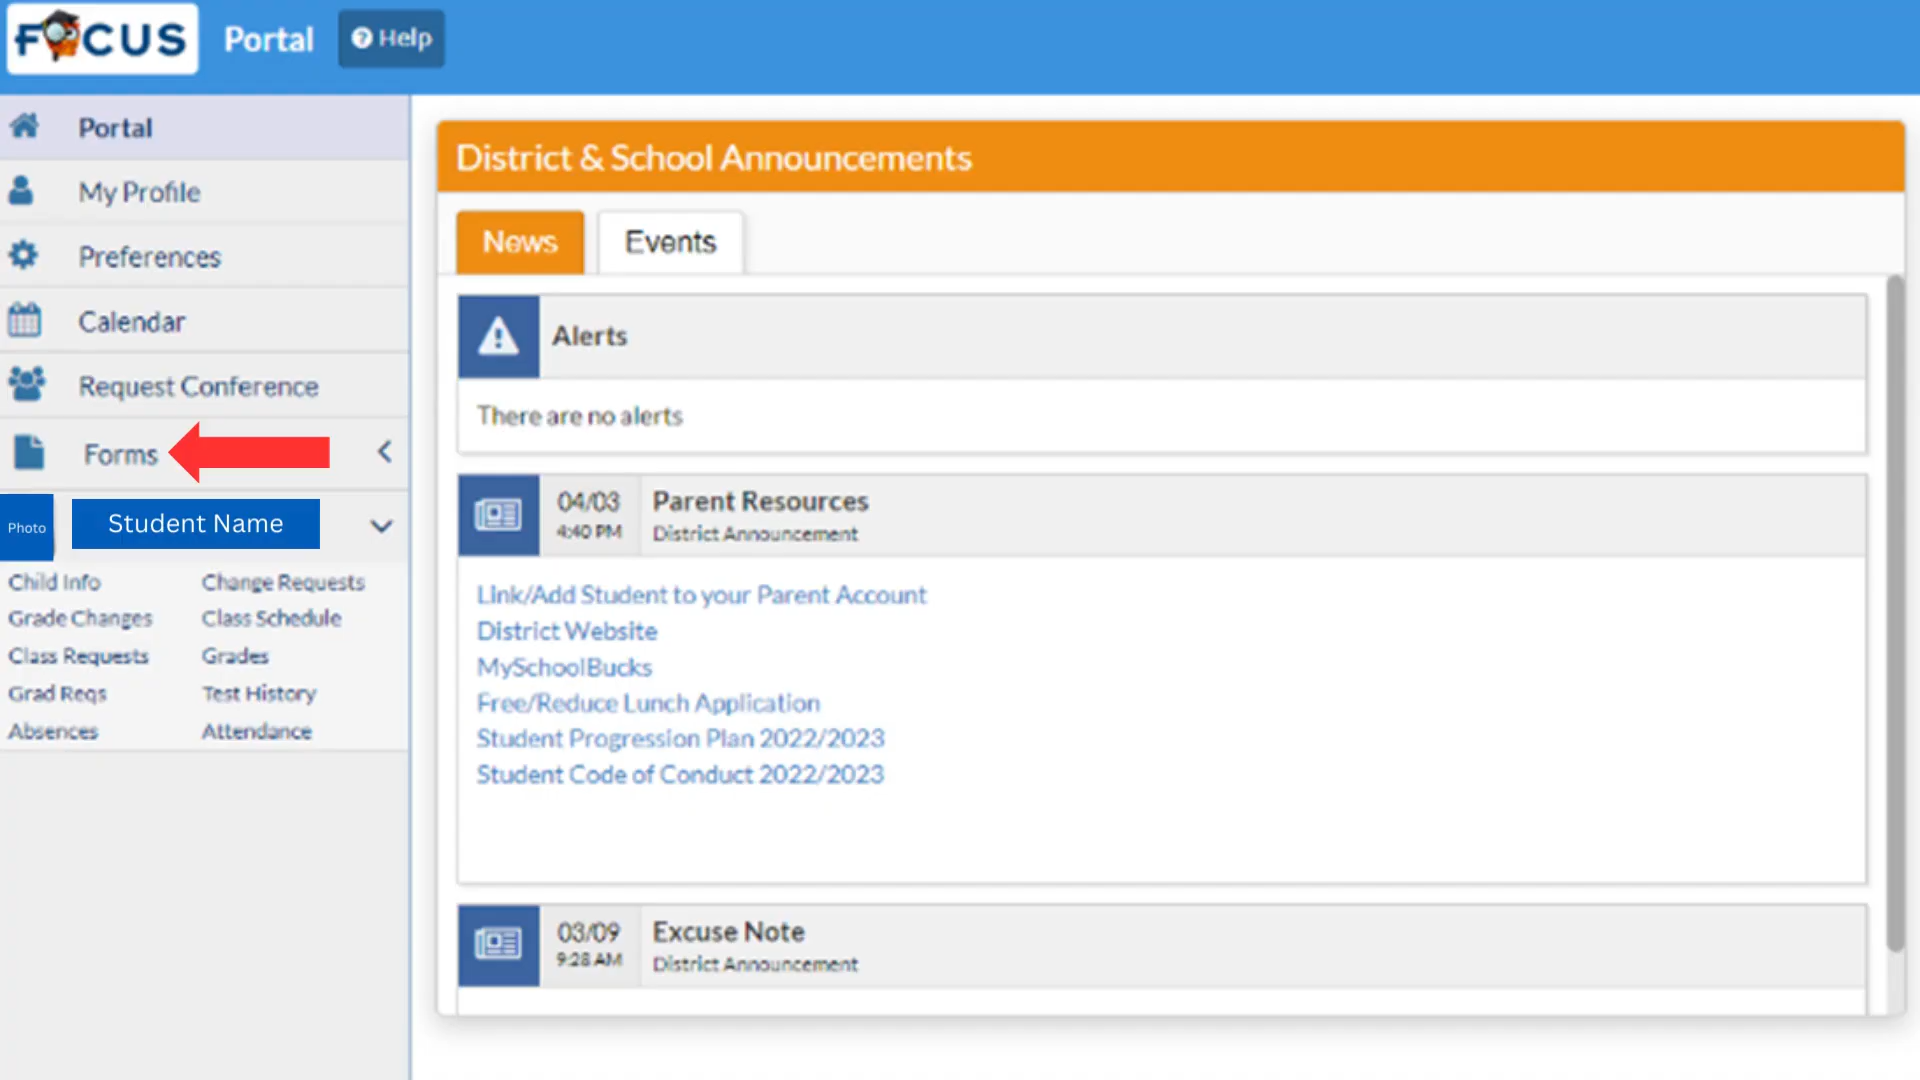 FOCUS Portal Help
Portal
My Profile
Preferences
Calendar
Request Conference
Forms
Photo Student Name
Child Info Change Requests
Grade Changes Class Schedule
Class Requests Grades
Grad Reqs Test History
Absences Attendance
District & School Announcements
News Events
Alerts
There are no alerts
04/03 Parent Resources
4:40 PM District Announcement
Link/Add Student to your Parent Account
District Website
MySchoolBucks
Free/Reduce Lunch Application
Student Progression Plan 2022/2023
Student Code of Conduct 2022/2023
03/09 Excuse Note
9:28 AM District Announcement